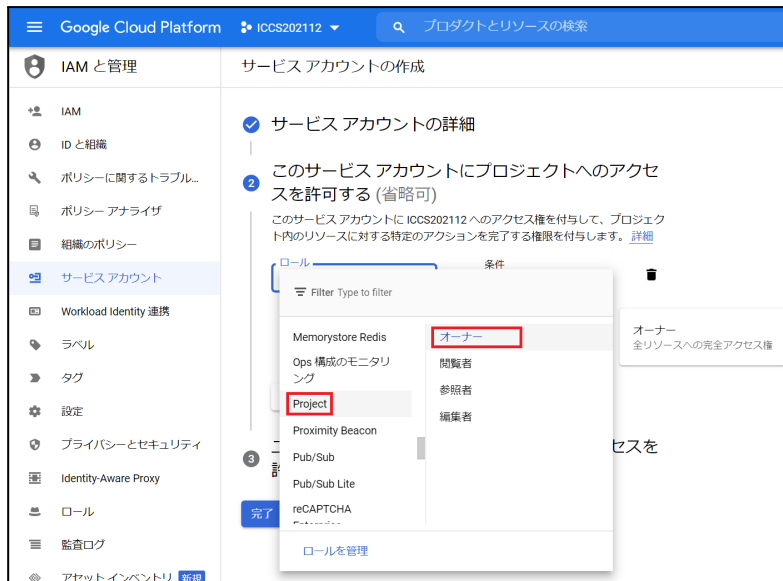 Google Cloud Platform ICCS202112 プロダクトとリソースの検索
IAM と管理
サービス アカウントの作成
IAM
ID と組織
ポリシーに関するトラブル...
ポリシー アナライザ
組織のポリシー
サービス アカウント
Workload Identity 連携
ラベル
タグ
設定
プライバシーとセキュリティ
Identity-Aware Proxy
ロール
監査ログ
アセット インベントリ 新規
サービス アカウントの詳細
2
このサービス アカウントにプロジェクトへのアクセ
スを許可する (省略可)
このサービス アカウントに ICCS202112 へのアクセス権を付与して、プロジェク
ト内のリソースに対する特定のアクションを完了する権限を付与します。 詳細
ロール
条件
Filter Type to filter
Memorystore Redis
Ops 構成のモニタリ
ング
Project
Proximity Beacon
Pub/Sub
Pub/Sub Lite
reCAPTCHA
オーナー
閲覧者
参照者
編集者
ロールを管理
オーナー
全リソースへの完全アクセス権
3
セスを
完了